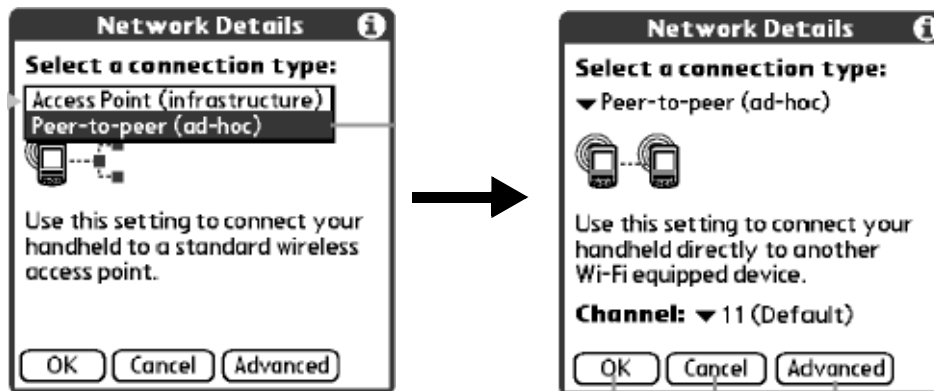 Network Details
Select a connection type:
Access Point (infrastructure)
Peer-to-peer (ad-hoc)
Use this setting to connect your
handheld to a standard wireless
access point.
OK Cancel Advanced
Network Details
Select a connection type:
Peer-to-peer (ad-hoc)
Use this setting to connect your
handheld directly to another
Wi-Fi equipped device.
Channel: 11 (Default)
OK Cancel Advanced